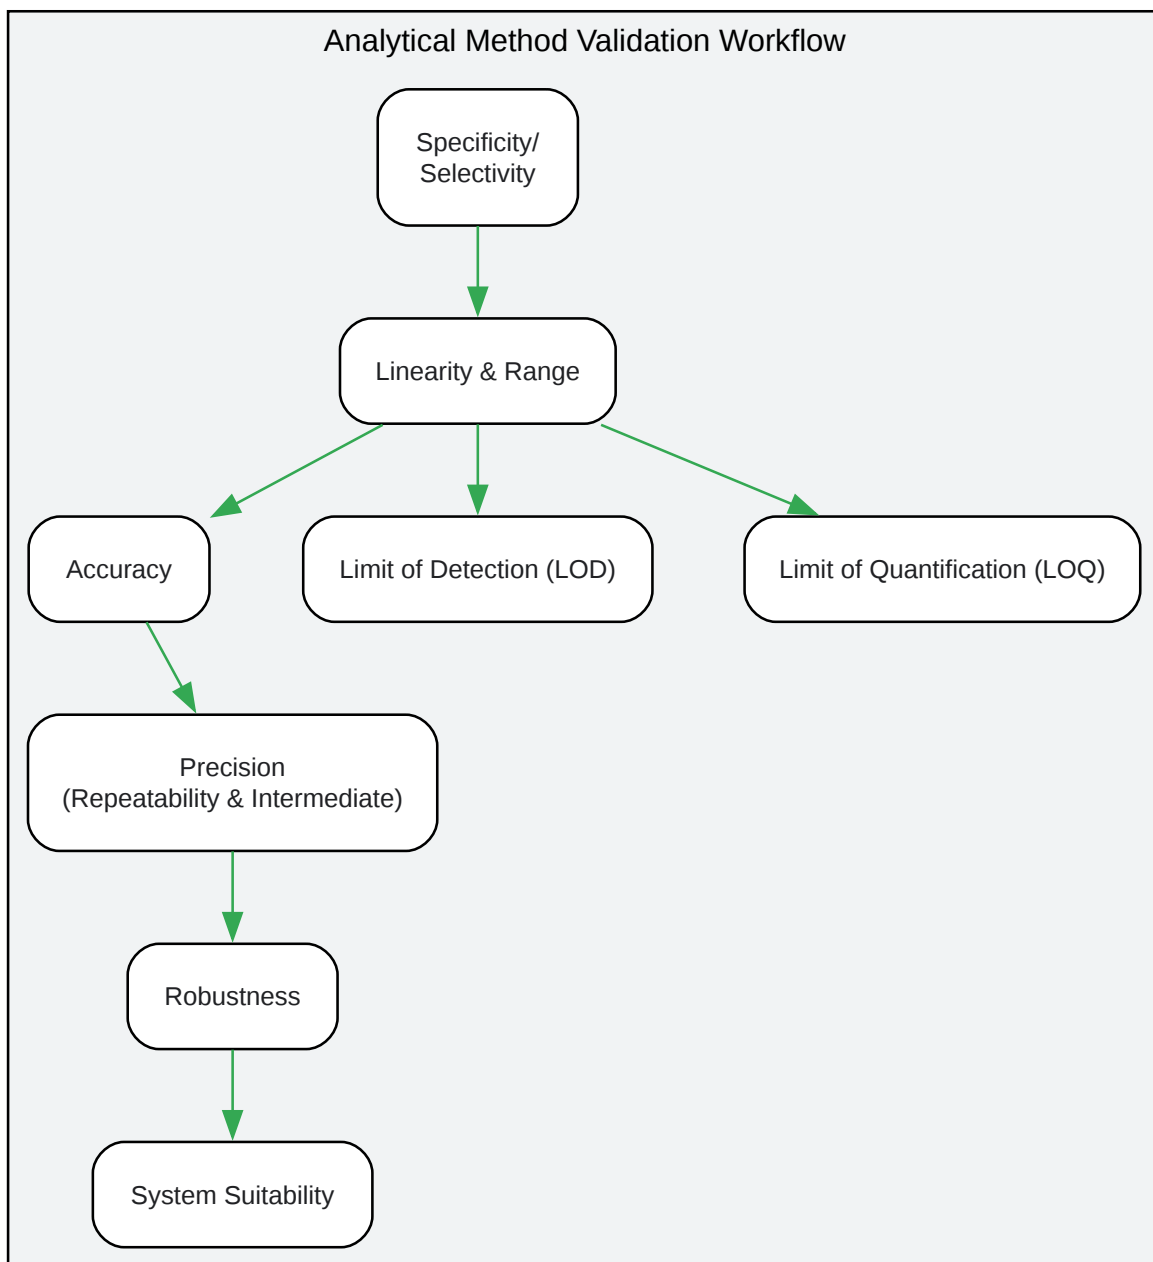 Analytical Method Validation Workflow
Specificity/
Selectivity
Linearity & Range
Accuracy
Limit of Detection (LOD)
Limit of Quantification (LOQ)
Precision
(Repeatability & Intermediate)
Robustness
System Suitability